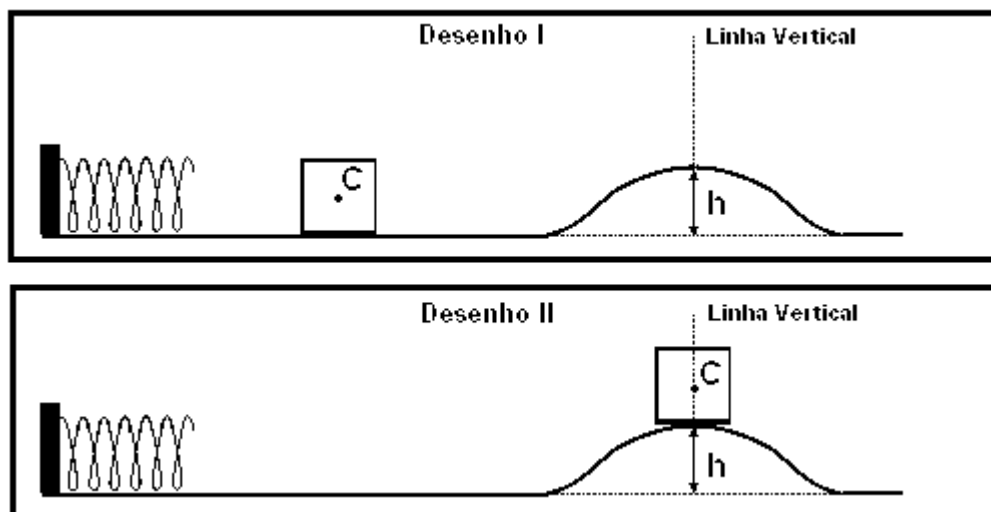 Desenho I
Linha Vertical
C
h
Desenho II
Linha Vertical
C
h